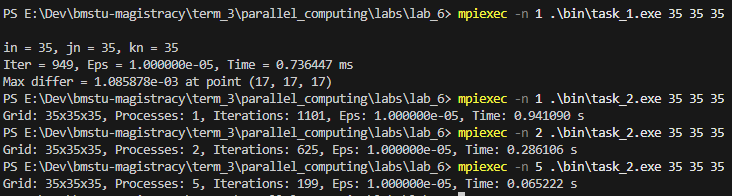 PS E:\Dev\bmstu-magistracy\term_3\parallel_computing\labs\lab_6> mpiexec -n 1 .\bin\task_1.exe 35 35 35
in = 35, jn = 35, kn = 35
Iter = 949, Eps = 1.000000e-05, Time = 0.736447 ms
Max differ = 1.085878e-03 at point (17, 17, 17)
PS E:\Dev\bmstu-magistracy\term_3\parallel_computing\labs\lab_6> mpiexec -n 1 .\bin\task_2.exe 35 35 35
Grid: 35x35x35, Processes: 1, Iterations: 1101, Eps: 1.000000e-05, Time: 0.941090 s
PS E:\Dev\bmstu-magistracy\term_3\parallel_computing\labs\lab_6> mpiexec -n 2 .\bin\task_2.exe 35 35 35
Grid: 35x35x35, Processes: 2, Iterations: 625, Eps: 1.000000e-05, Time: 0.286106 s
PS E:\Dev\bmstu-magistracy\term_3\parallel_computing\labs\lab_6> mpiexec -n 5 .\bin\task_2.exe 35 35 35
Grid: 35x35x35, Processes: 5, Iterations: 199, Eps: 1.000000e-05, Time: 0.065222 s